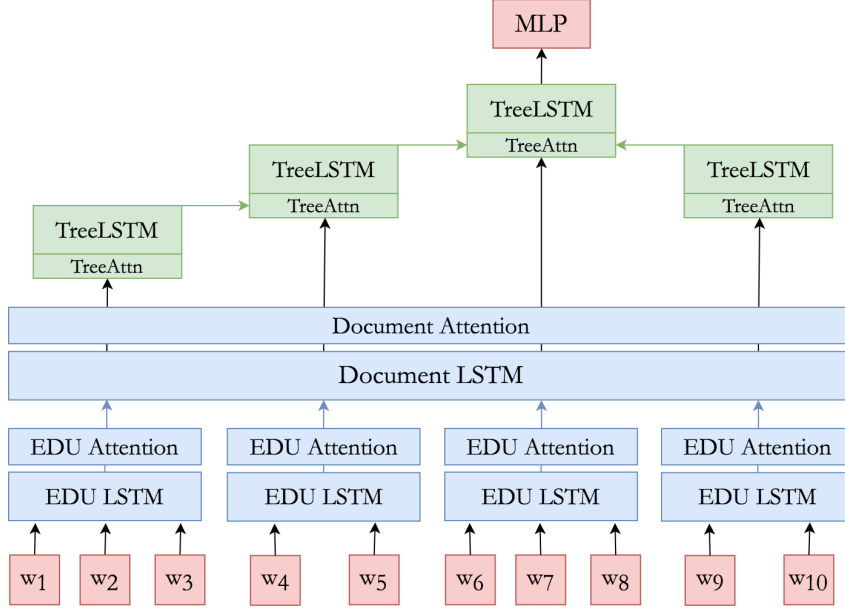 MLP
TreeLSTM
TreeAttn
TreeLSTM
TreeAttn
TreeLSTM
TreeAttn
TreeLSTM
TreeAttn
Document Attention
Document LSTM
EDU Attention EDU Attention EDU Attention EDU Attention
EDU LSTM EDU LSTM EDU LSTM EDU LSTM
w1 w2 w3 w4 w5 w6 w7 w8 w9 w10